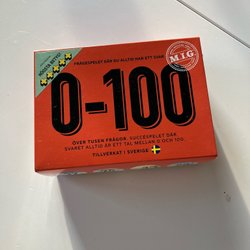 FRÅGESPELET DÄR DU ALLTID HAR ETT SVAR
M.I.G
0-100
ÖVER TUSEN FRÅGOR. SUCCÉSPELET DÄR
SVARET ALLTID ÄR ETT TAL MELLAN 0 OCH 100.
TILLVERKAT I SVERIGE